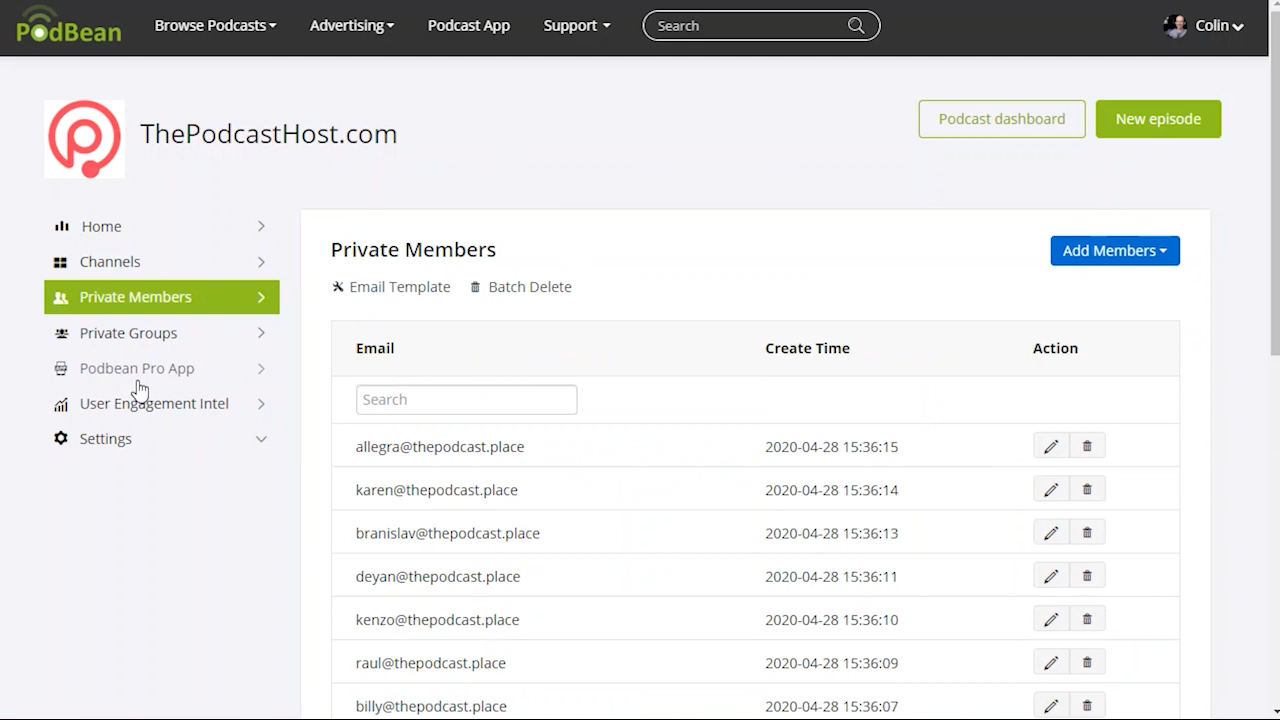 PodBean Browse Podcasts Advertising Podcast App Support Search Colin
ThePodcastHost.com Podcast dashboard New episode
Home
Channels
Private Members
Private Groups
Podbean Pro App
User Engagement Intel
Settings
Private Members Add Members
Email Template Batch Delete
Email Create Time Action
Search
allegra@thepodcast.place 2020-04-28 15:36:15
karen@thepodcast.place 2020-04-28 15:36:14
branislav@thepodcast.place 2020-04-28 15:36:13
deyan@thepodcast.place 2020-04-28 15:36:11
kenzo@thepodcast.place 2020-04-28 15:36:10
raul@thepodcast.place 2020-04-28 15:36:09
billy@thepodcast.place 2020-04-28 15:36:07